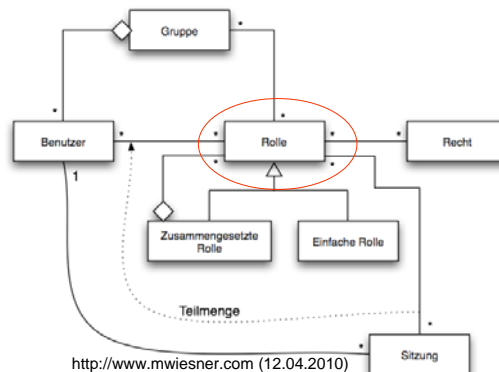 Gruppe
*
*
*
*
Benutzer
*
*
Rolle
*
*
Recht
1
*
*
Zusammengesetzte
Rolle
Einfache Rolle
Teilmenge
*
*
Sitzung
http://www.mwiesner.com (12.04.2010)